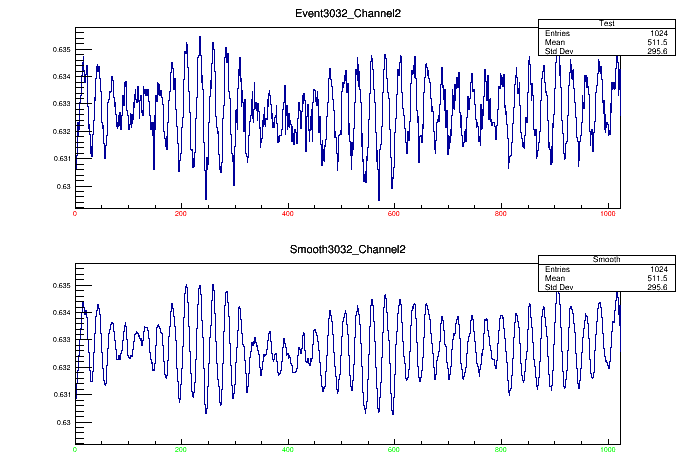 Event3032_Channel2
Test
Entries 1024
Mean 511.5
Std Dev 295.6
0.635
0.634
0.633
0.632
0.631
0.63
0 200 400 600 800 1000
Smooth3032_Channel2
Smooth
Entries 1024
Mean 511.5
Std Dev 295.6
0.635
0.634
0.633
0.632
0.631
0.63
0 200 400 600 800 1000